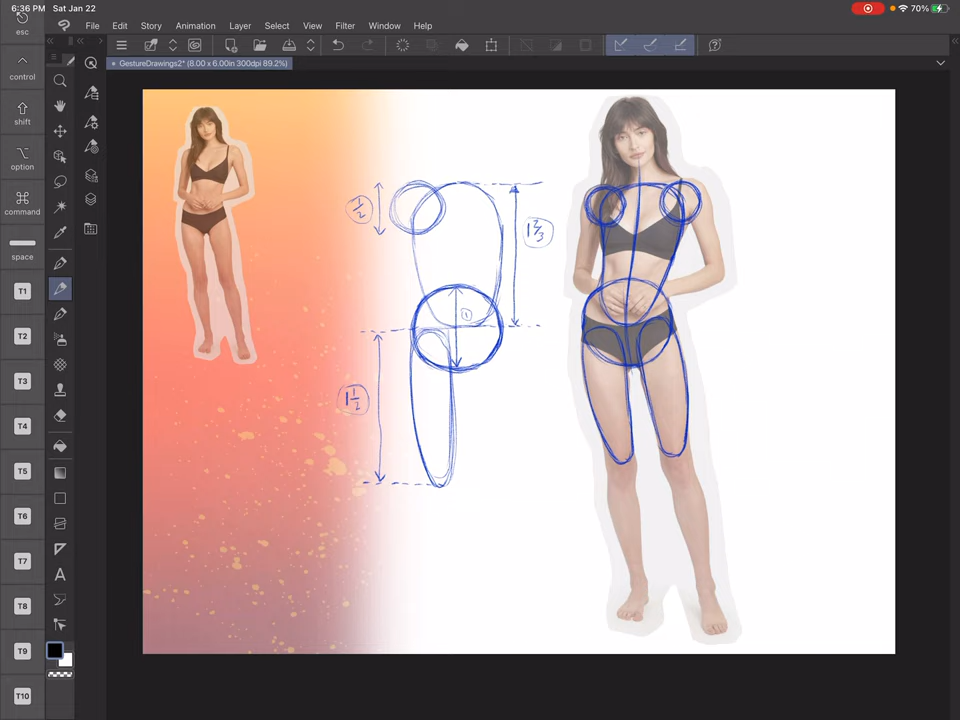 6:36 PM Sat Jan 22
70%
esc
File Edit Story Animation Layer Select View Filter Window Help
control
GestureDrawings2* (8.00 x 6.00in 300dpi 89.2%)
shift
option
command
space
1/2
1 2/3
1
1 1/2
T1
T2
T3
T4
T5
T6
T7
T8
T9
T10